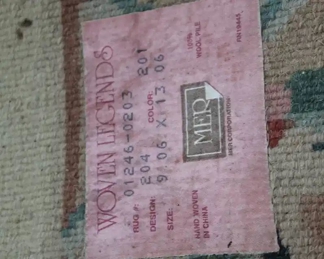 WOVEN LEGENDS
RUG #: 01246-0203
DESIGN: 204 COLOR: 201
SIZE: 9.06 X 13.06
HAND WOVEN
IN CHINA
100%
WOOL PILE
MER
MER CORPORATION